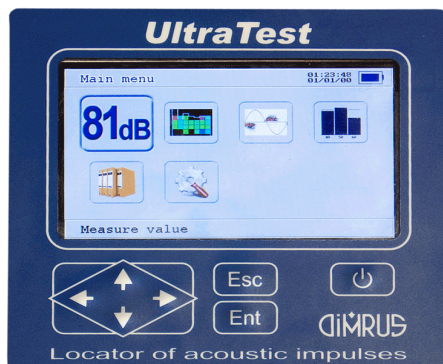 UltraTest
Main menu
01:23:48
01/01/00
81dB
Measure value
Esc
Ent
DIMRUS
Locator of acoustic impulses